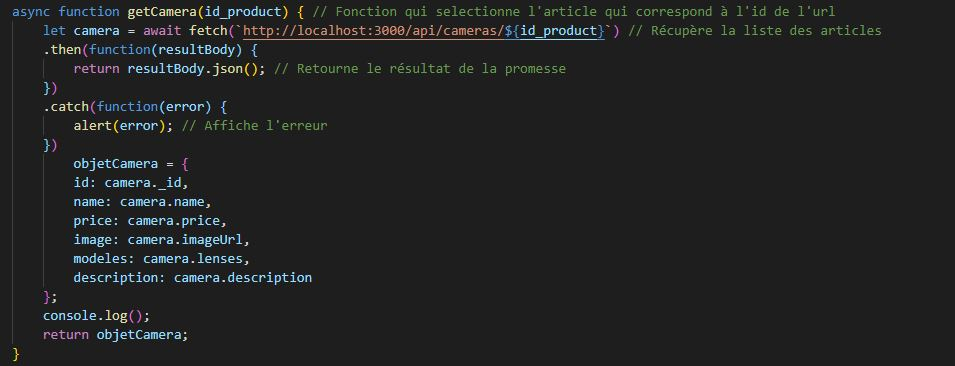 async function getCamera(id_product) { // Fonction qui selectionne l'article qui correspond à l'id de l'url
    let camera = await fetch(`http://localhost:3000/api/cameras/${id_product}`) // Récupère la liste des articles
    .then(function(resultBody) {
        return resultBody.json(); // Retourne le résultat de la promesse
    })
    .catch(function(error) {
        alert(error); // Affiche l'erreur
    })
        objetCamera = {
        id: camera._id,
        name: camera.name,
        price: camera.price,
        image: camera.imageUrl,
        modeles: camera.lenses,
        description: camera.description
    };
    console.log();
    return objetCamera;
}